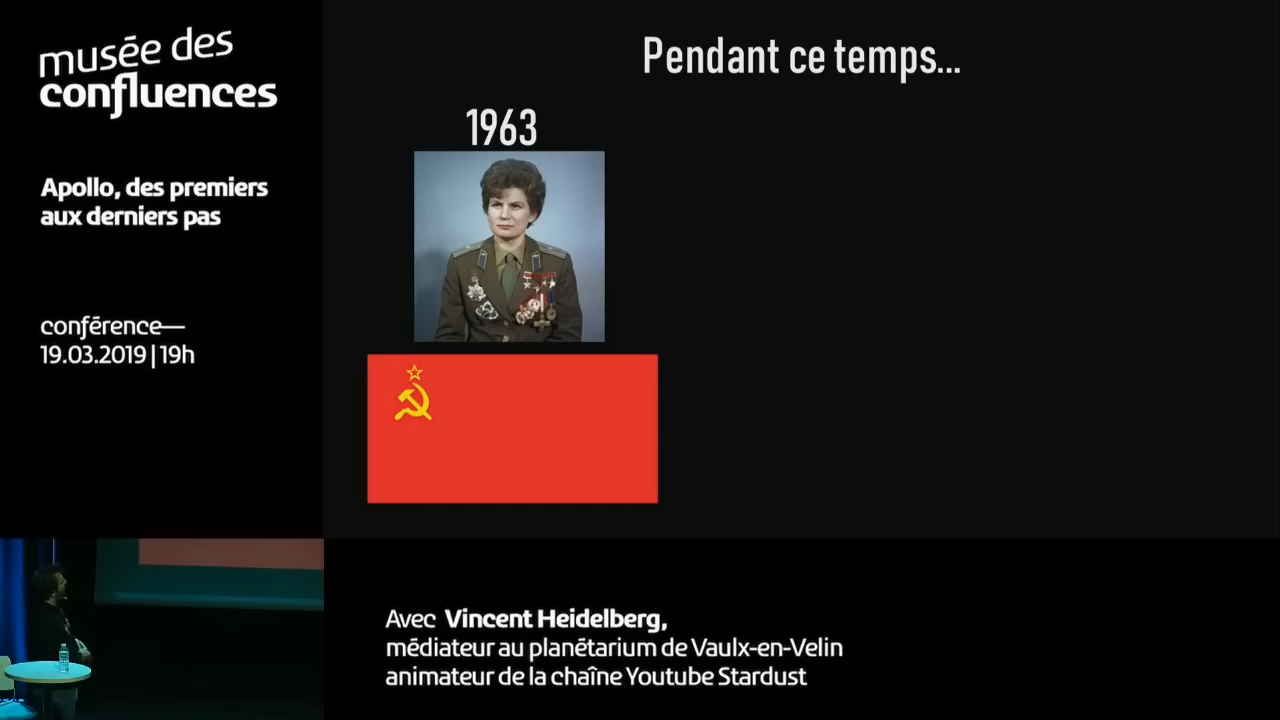 musée des
confluences
Apollo, des premiers
aux derniers pas
conférence—
19.03.2019 | 19h
Pendant ce temps...
1963
Avec Vincent Heidelberg,
médiateur au planétarium de Vaulx-en-Velin
animateur de la chaîne Youtube Stardust